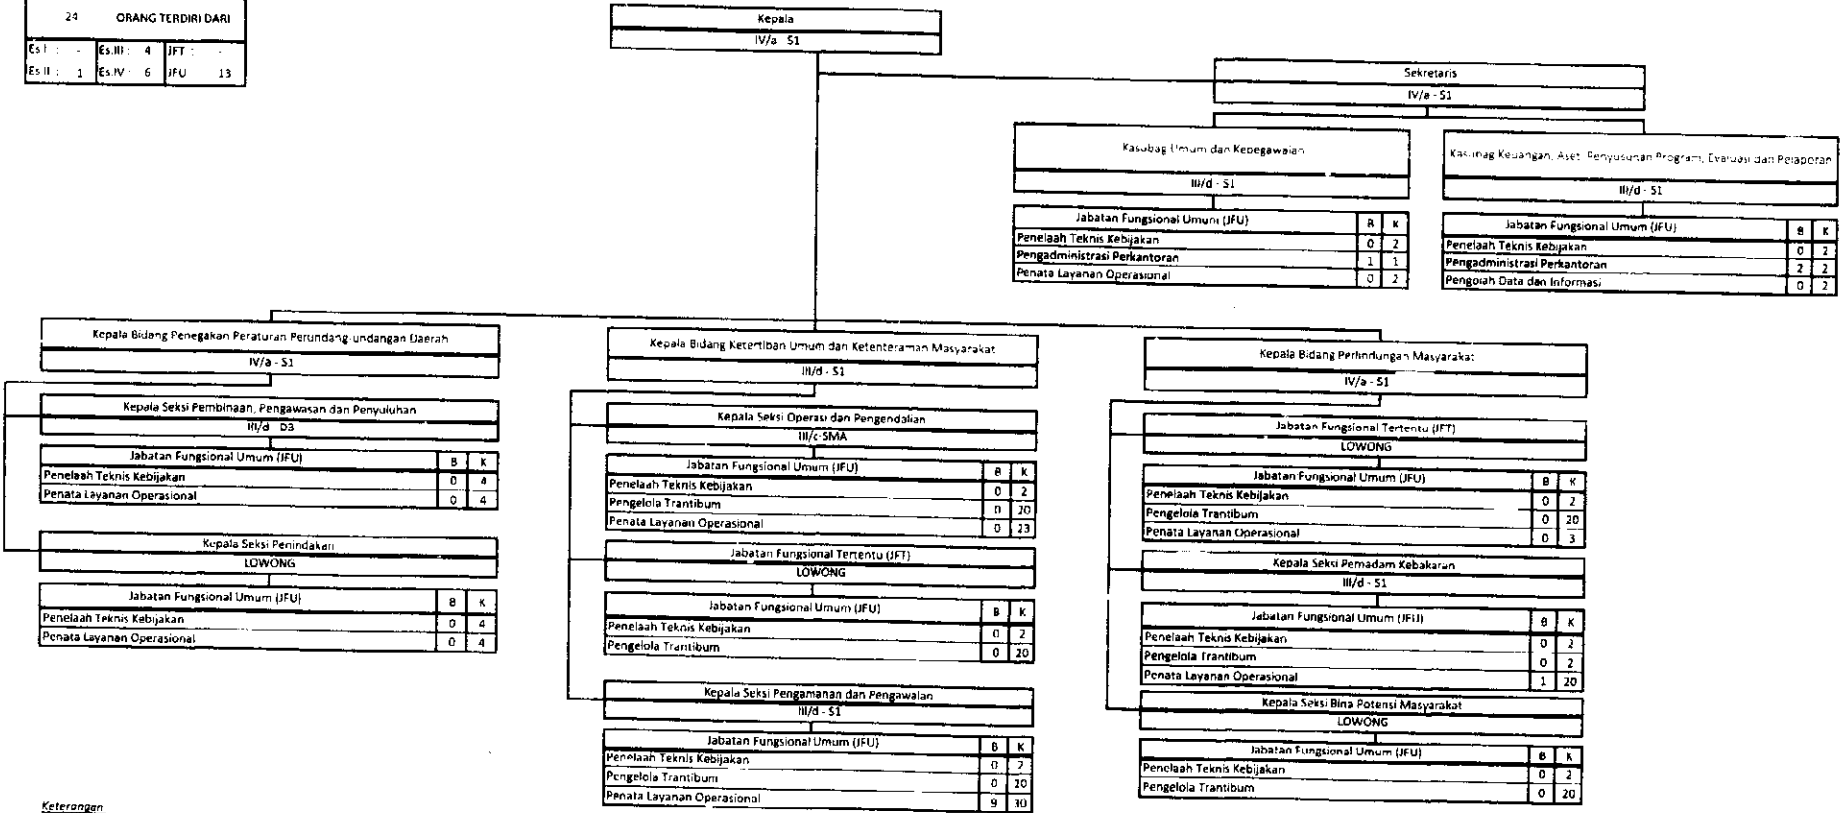 24 ORANG TERDIRI DARI
Es I : - Es.III : 4 JFT : -
Es II : 1 Es.IV : 6 JFU 13
Kepala
IV/a S1
Sekretaris
IV/a - S1
Kasubag Umum dan Kepegawaian
III/d - S1
Jabatan Fungsional Umum (JFU) B K
Penelaah Teknis Kebijakan 0 2
Pengadministrasi Perkantoran 1 1
Penata Layanan Operasional 0 2
Kasubag Keuangan, Aset, Penyusunan Program, Evaluasi dan Pelaporan
III/d - S1
Jabatan Fungsional Umum (JFU) B K
Penelaah Teknis Kebijakan 0 2
Pengadministrasi Perkantoran 2 2
Pengolah Data dan Informasi 0 2
Kepala Bidang Penegakan Peraturan Perundang-undangan Daerah
IV/a - S1
Kepala Seksi Pembinaan, Pengawasan dan Penyuluhan
III/d D3
Jabatan Fungsional Umum (JFU) B K
Penelaah Teknis Kebijakan 0 4
Penata Layanan Operasional 0 4
Kepala Seksi Penindakan
LOWONG
Jabatan Fungsional Umum (JFU) B K
Penelaah Teknis Kebijakan 0 4
Penata Layanan Operasional 0 4
Kepala Bidang Ketertiban Umum dan Ketenteraman Masyarakat
III/d - S1
Kepala Seksi Operasi dan Pengendalian
III/c-SMA
Jabatan Fungsional Umum (JFU) B K
Penelaah Teknis Kebijakan 0 2
Pengelola Trantibum 0 20
Penata Layanan Operasional 0 23
Jabatan Fungsional Tertentu (JFT)
LOWONG
Jabatan Fungsional Umum (JFU) B K
Penelaah Teknis Kebijakan 0 2
Pengelola Trantibum 0 20
Kepala Seksi Pengamanan dan Pengawalan
III/d - S1
Jabatan Fungsional Umum (JFU) B K
Penelaah Teknis Kebijakan 0 2
Pengelola Trantibum 0 20
Penata Layanan Operasional 9 30
Kepala Bidang Perlindungan Masyarakat
IV/a - S1
Jabatan Fungsional Tertentu (JFT)
LOWONG
Jabatan Fungsional Umum (JFU) B K
Penelaah Teknis Kebijakan 0 2
Pengelola Trantibum 0 20
Penata Layanan Operasional 0 3
Kepala Seksi Pemadam Kebakaran
III/d - S1
Jabatan Fungsional Umum (JFU) B K
Penelaah Teknis Kebijakan 0 2
Pengelola Trantibum 0 2
Penata Layanan Operasional 1 20
Kepala Seksi Bina Potensi Masyarakat
LOWONG
Jabatan Fungsional Umum (JFU) B K
Penelaah Teknis Kebijakan 0 2
Pengelola Trantibum 0 20
Keterangan